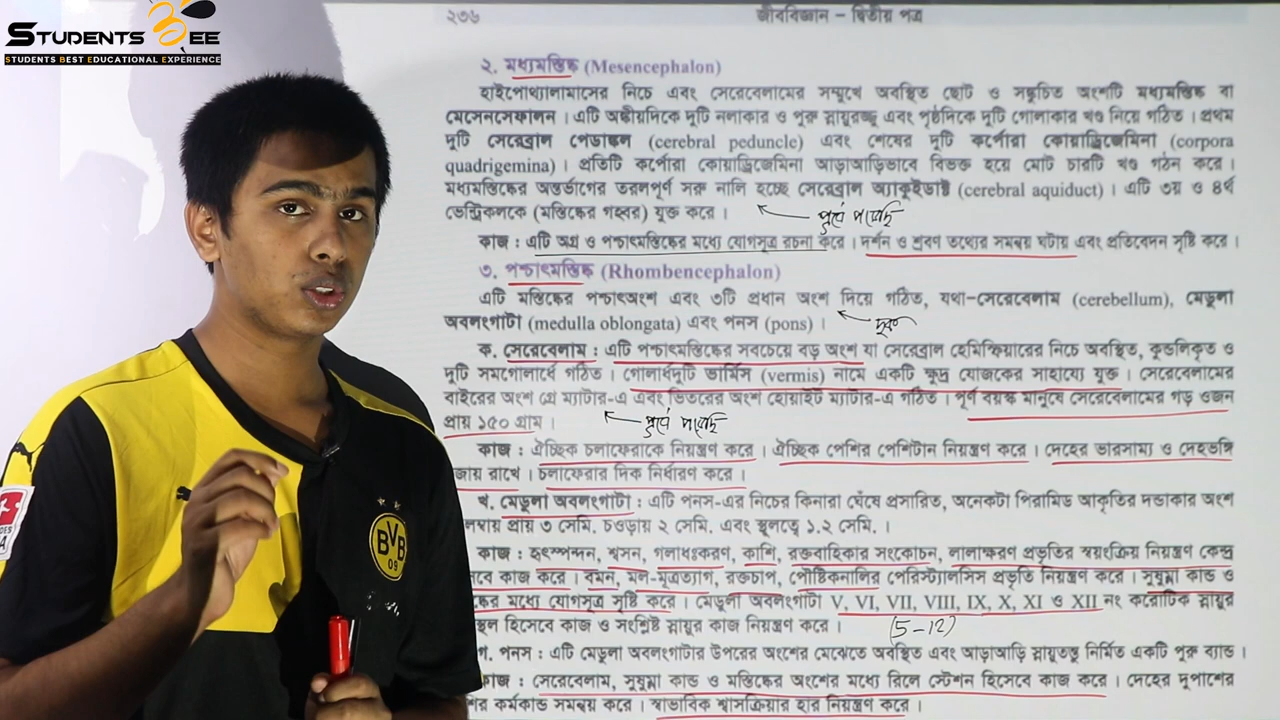 STUDENTS BEE
STUDENTS BEST EDUCATIONAL EXPERIENCE
২৩৬ জীববিজ্ঞান – দ্বিতীয় পত্র
২. মধ্যমস্তিষ্ক (Mesencephalon)
হাইপোথ্যালামাসের নিচে এবং সেরেবেলামের সম্মুখে অবস্থিত ছোট ও সঙ্কুচিত অংশটি মধ্যমস্তিষ্ক বা
মেসেনসেফালন । এটি অঙ্কীয়দিকে দুটি নলাকার ও পুরু স্নায়ুরজ্জু এবং পৃষ্ঠদিকে দুটি গোলাকার খণ্ড নিয়ে গঠিত । প্রথম
দুটি সেরেব্রাল পেডাঙ্কল (cerebral peduncle) এবং শেষের দুটি কর্পোরা কোয়াড্রিজেমিনা (corpora
quadrigemina) । প্রতিটি কর্পোরা কোয়াড্রিজেমিনা আড়াআড়িভাবে বিভক্ত হয়ে মোট চারটি খণ্ড গঠন করে ।
মধ্যমস্তিষ্কের অন্তর্ভাগের তরলপূর্ণ সরু নালি হচ্ছে সেরেব্রাল অ্যাকুইডাক্ট (cerebral aquiduct) । এটি ৩য় ও ৪র্থ
ভেন্ট্রিকলকে (মস্তিষ্কের গহ্বর) যুক্ত করে । পূর্বে পড়েছি
কাজ : এটি অগ্র ও পশ্চাৎমস্তিষ্কের মধ্যে যোগসূত্র রচনা করে । দর্শন ও শ্রবণ তথ্যের সমন্বয় ঘটায় এবং প্রতিবেদন সৃষ্টি করে ।
৩. পশ্চাৎমস্তিষ্ক (Rhombencephalon)
এটি মস্তিষ্কের পশ্চাৎঅংশ এবং ৩টি প্রধান অংশ দিয়ে গঠিত, যথা–সেরেবেলাম (cerebellum), মেডুলা
অবলংগাটা (medulla oblongata) এবং পনস (pons) ।
ক. সেরেবেলাম : এটি পশ্চাৎমস্তিষ্কের সবচেয়ে বড় অংশ যা সেরেব্রাল হেমিস্ফিয়ারের নিচে অবস্থিত, কুন্ডলিকৃত ও
দুটি সমগোলার্ধে গঠিত । গোলার্ধদুটি ভার্মিস (vermis) নামে একটি ক্ষুদ্র যোজকের সাহায্যে যুক্ত । সেরেবেলামের
বাইরের অংশ গ্রে ম্যাটার-এ এবং ভিতরের অংশ হোয়াইট ম্যাটার-এ গঠিত । পূর্ণ বয়স্ক মানুষে সেরেবেলামের গড় ওজন
প্রায় ১৫০ গ্রাম । পূর্বে পড়েছি
কাজ : ঐচ্ছিক চলাফেরাকে নিয়ন্ত্রণ করে । ঐচ্ছিক পেশির পেশিটান নিয়ন্ত্রণ করে । দেহের ভারসাম্য ও দেহভঙ্গি
জায় রাখে । চলাফেরার দিক নির্ধারণ করে ।
খ. মেডুলা অবলংগাটা : এটি পনস-এর নিচের কিনারা ঘেঁষে প্রসারিত, অনেকটা পিরামিড আকৃতির দন্ডাকার অংশ
লম্বায় প্রায় ৩ সেমি. চওড়ায় ২ সেমি. এবং স্থূলত্বে ১.২ সেমি. ।
কাজ : হৃৎস্পন্দন, শ্বসন, গলাধঃকরণ, কাশি, রক্তবাহিকার সংকোচন, লালাক্ষরণ প্রভৃতির স্বয়ংক্রিয় নিয়ন্ত্রণ কেন্দ্র
বে কাজ করে । বমন, মল-মূত্রত্যাগ, রক্তচাপ, পৌষ্টিকনালির পেরিস্ট্যালসিস প্রভৃতি নিয়ন্ত্রণ করে । সুষুম্না কান্ড ও
ষ্কের মধ্যে যোগসূত্র সৃষ্টি করে । মেডুলা অবলংগাটা V, VI, VII, VIII, IX, X, XI ও XII নং করোটিক স্নায়ুর
স্থল হিসেবে কাজ ও সংশ্লিষ্ট স্নায়ুর কাজ নিয়ন্ত্রণ করে । (5-12)
গ. পনস : এটি মেডুলা অবলংগাটার উপরের অংশের মেঝেতে অবস্থিত এবং আড়াআড়ি স্নায়ুতন্তু নির্মিত একটি পুরু ব্যান্ড ।
কাজ : সেরেবেলাম, সুষুম্না কান্ড ও মস্তিষ্কের অংশের মধ্যে রিলে স্টেশন হিসেবে কাজ করে । দেহের দুপাশের
শির কর্মকান্ড সমন্বয় করে । স্বাভাবিক শ্বাসক্রিয়ার হার নিয়ন্ত্রণ করে ।
BVB
09